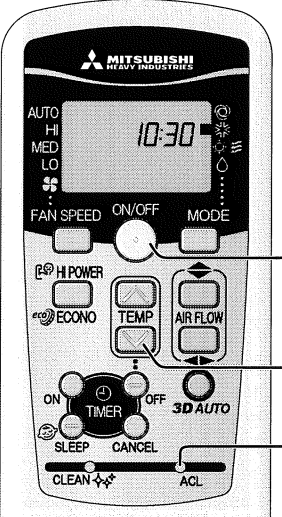 MITSUBISHI
HEAVY INDUSTRIES
AUTO
HI
MED
LO
10:30
FAN SPEED
ON/OFF
MODE
HI POWER
ECONO
eco
TEMP
AIR FLOW
ON
TIMER
OFF
3D AUTO
SLEEP
CANCEL
CLEAN
ACL